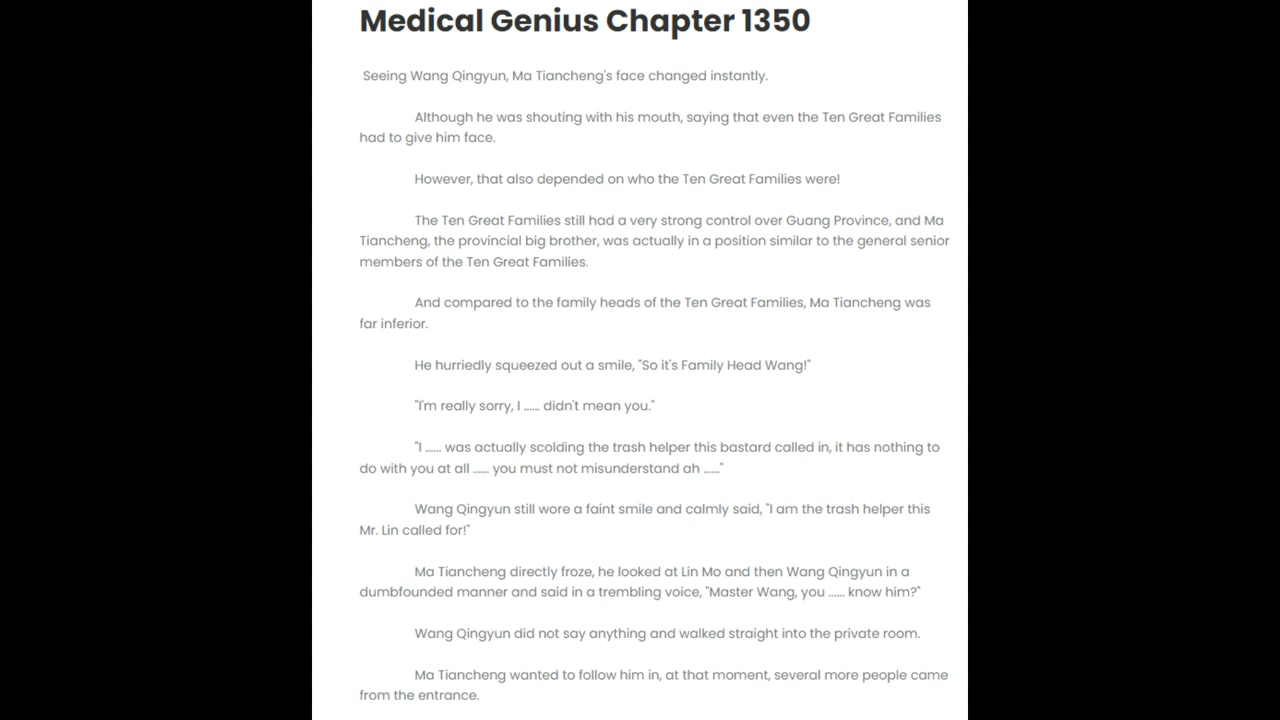 Medical Genius Chapter 1350
Seeing Wang Qingyun, Ma Tiancheng's face changed instantly.
Although he was shouting with his mouth, saying that even the Ten Great Families
had to give him face.
However, that also depended on who the Ten Great Families were!
The Ten Great Families still had a very strong control over Guang Province, and Ma
Tiancheng, the provincial big brother, was actually in a position similar to the general senior
members of the Ten Great Families.
And compared to the family heads of the Ten Great Families, Ma Tiancheng was
far inferior.
He hurriedly squeezed out a smile, "So it's Family Head Wang!"
"I'm really sorry, I ...... didn't mean you."
"I ...... was actually scolding the trash helper this bastard called in, it has nothing to
do with you at all ...... you must not misunderstand ah ......"
Wang Qingyun still wore a faint smile and calmly said, "I am the trash helper this
Mr. Lin called for!"
Ma Tiancheng directly froze, he looked at Lin Mo and then Wang Qingyun in a
dumbfounded manner and said in a trembling voice, "Master Wang, you ...... know him?"
Wang Qingyun did not say anything and walked straight into the private room.
Ma Tiancheng wanted to follow him in, at that moment, several more people came
from the entrance.